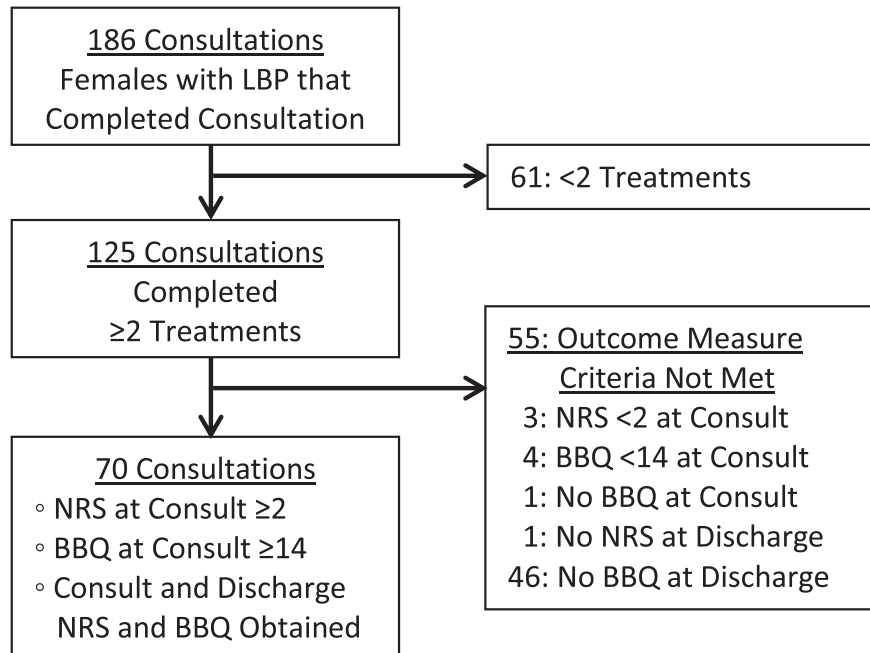 186 Consultations
Females with LBP that
Completed Consultation
61: <2 Treatments
125 Consultations
Completed
≥2 Treatments
55: Outcome Measure
Criteria Not Met
3: NRS <2 at Consult
4: BBQ <14 at Consult
1: No BBQ at Consult
1: No NRS at Discharge
46: No BBQ at Discharge
70 Consultations
◦ NRS at Consult ≥2
◦ BBQ at Consult ≥14
◦ Consult and Discharge
NRS and BBQ Obtained